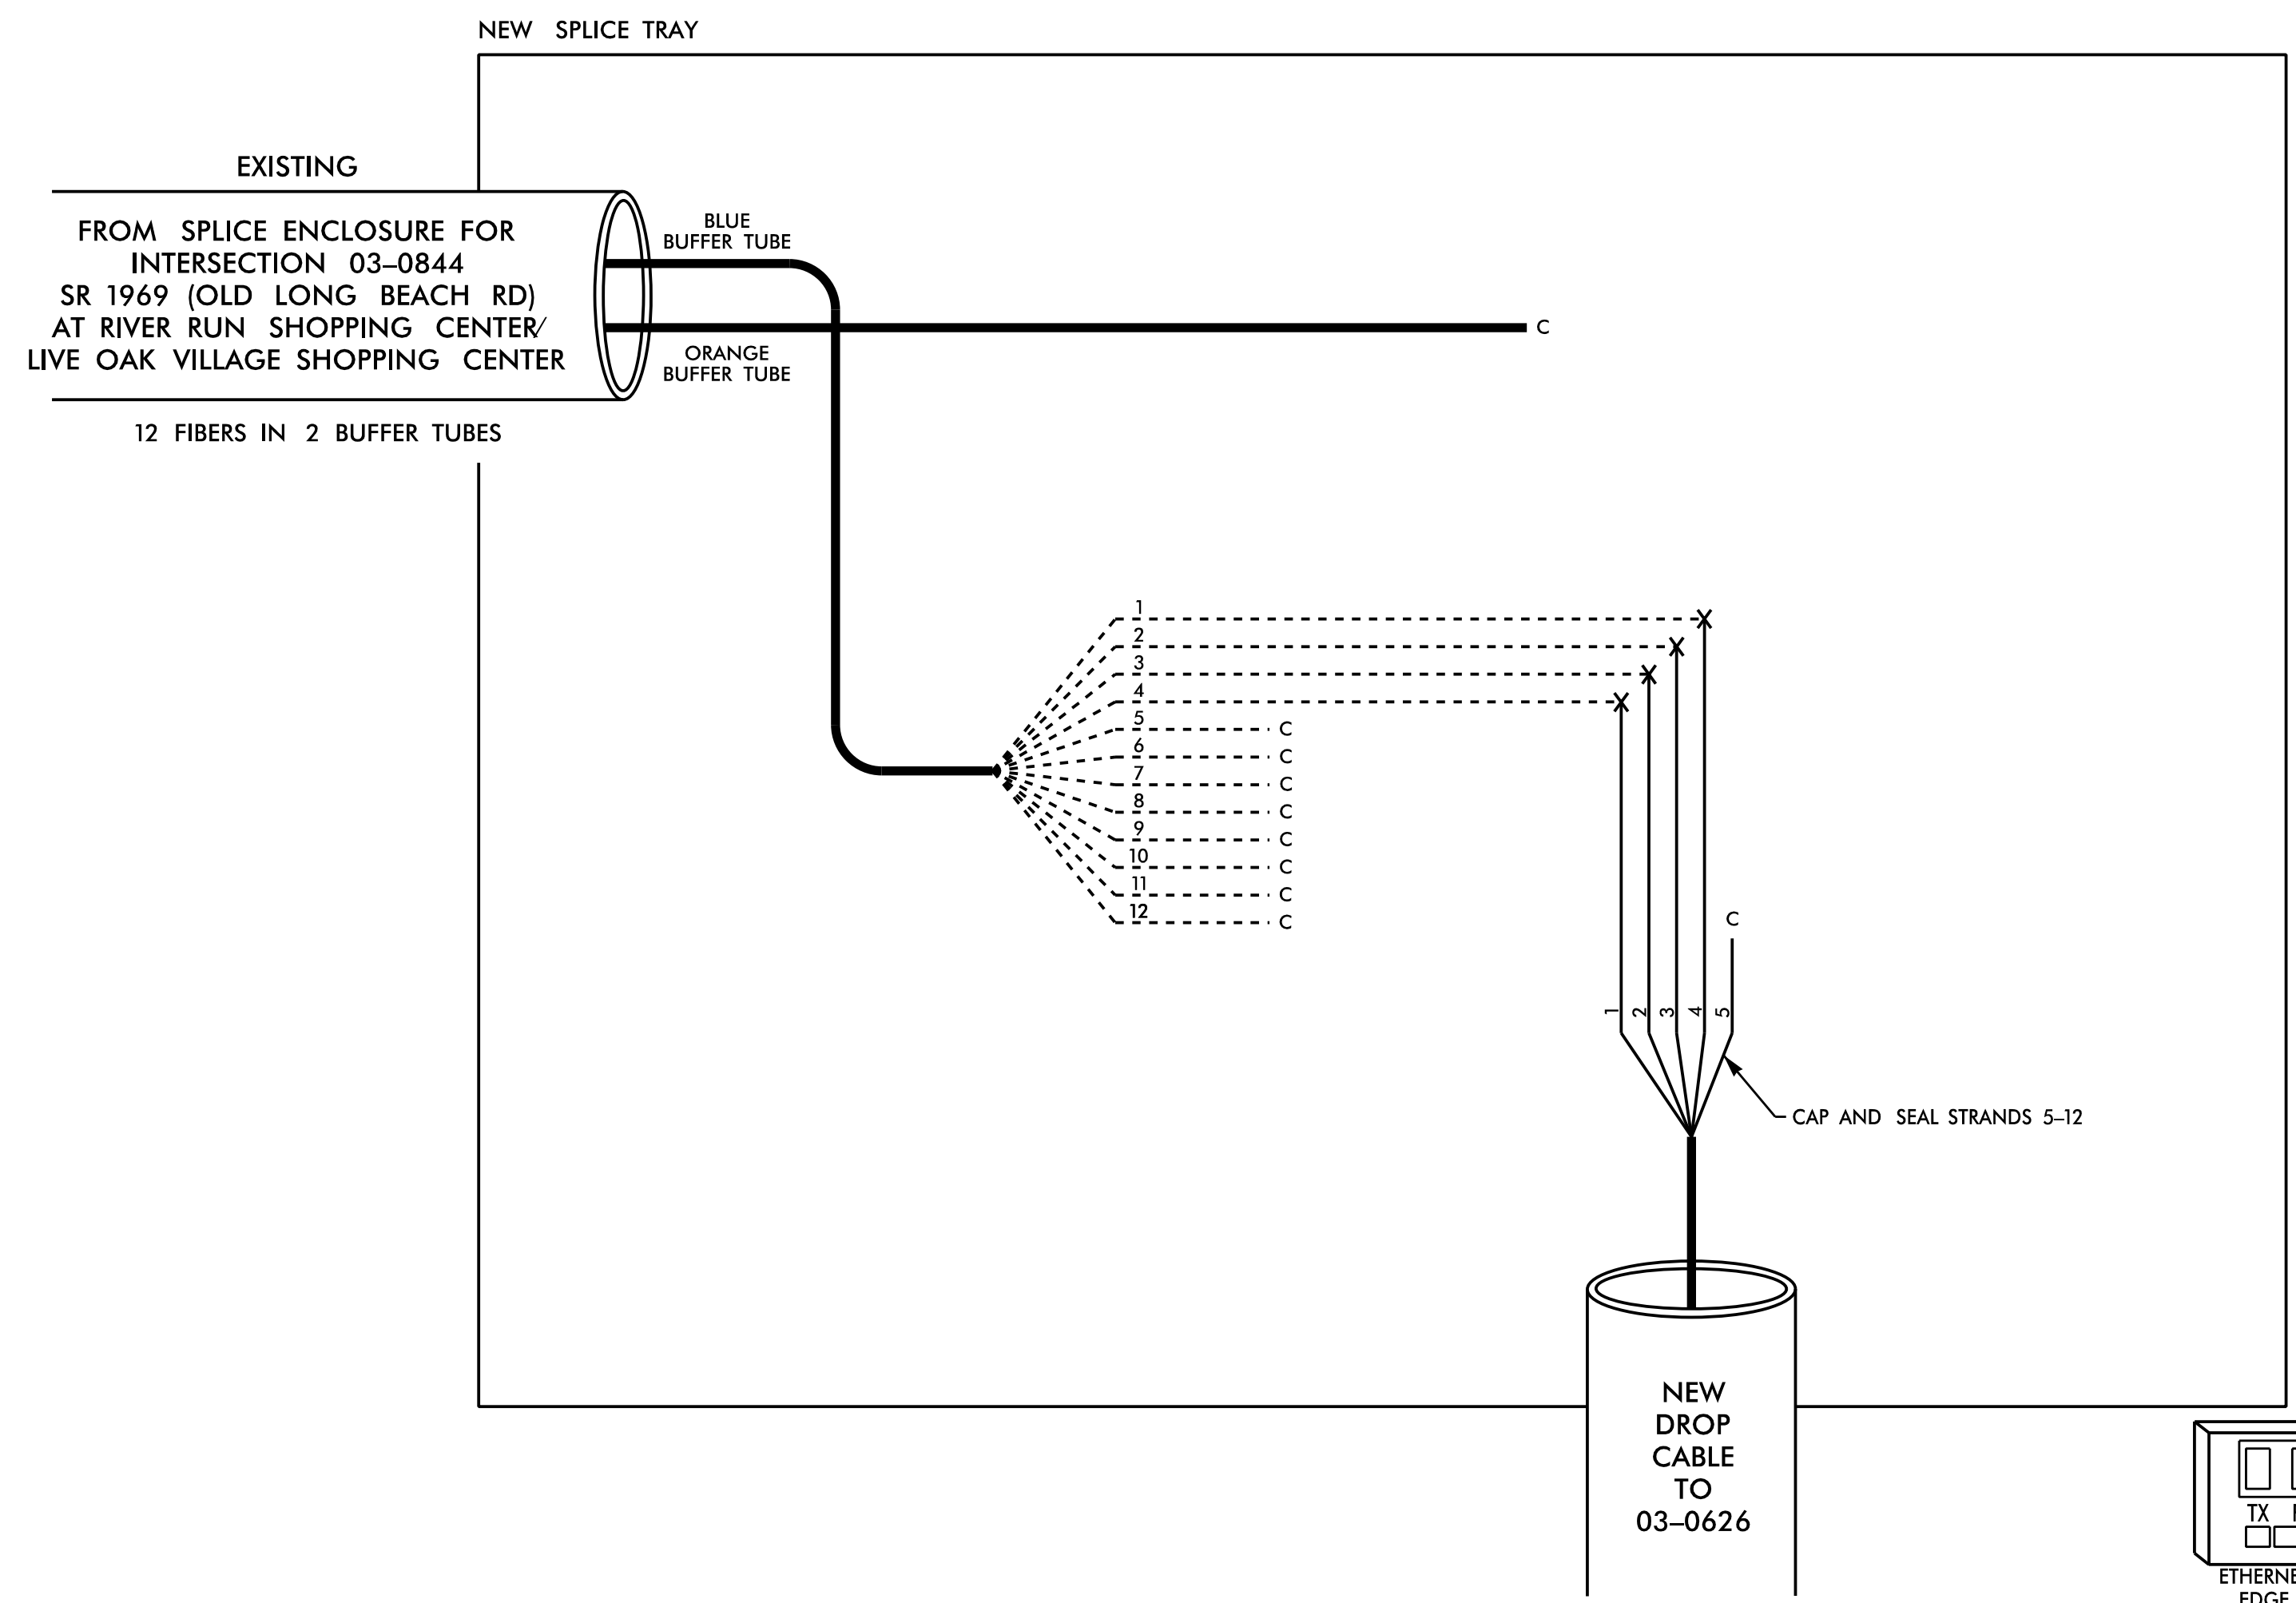 NEW SPLICE TRAY
EXISTING
FROM SPLICE ENCLOSURE FOR
INTERSECTION 03–0844
SR 1969 (OLD LONG BEACH RD)
AT RIVER RUN SHOPPING CENTER/
LIVE OAK VILLAGE SHOPPING CENTER
12 FIBERS IN 2 BUFFER TUBES
BLUE
BUFFER TUBE
C
ORANGE
BUFFER TUBE
1
2
3
4
5 C
6 C
7 C
8 C
9 C
10 C
11 C
12 C
C
1 2 3 4 5
CAP AND SEAL STRANDS 5–12
NEW
DROP
CABLE
TO
03–0626
TX
EDGE